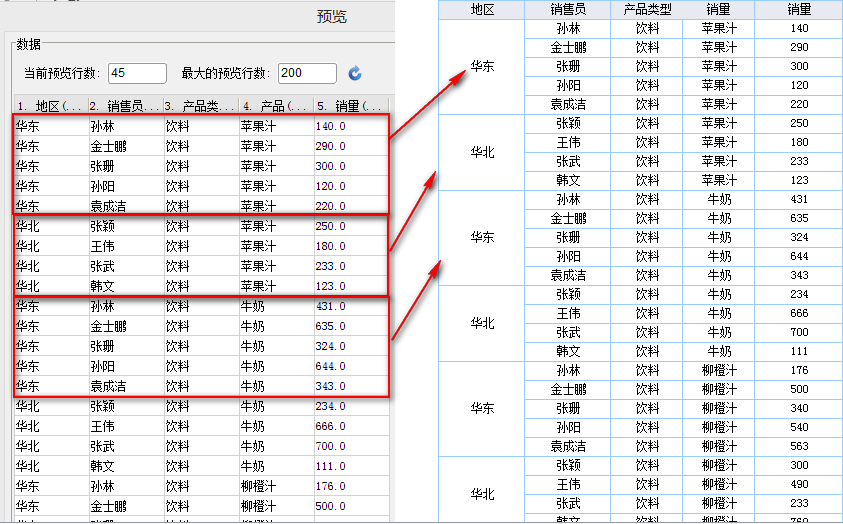 预览
数据
当前预览行数: 45 最大的预览行数: 200
1. 地区(... 2. 销售员... 3. 产品类... 4. 产品(... 5. 销量(...
华东 孙林 饮料 苹果汁 140.0
华东 金士鹏 饮料 苹果汁 290.0
华东 张珊 饮料 苹果汁 300.0
华东 孙阳 饮料 苹果汁 120.0
华东 袁成洁 饮料 苹果汁 220.0
华北 张颖 饮料 苹果汁 250.0
华北 王伟 饮料 苹果汁 180.0
华北 张武 饮料 苹果汁 233.0
华北 韩文 饮料 苹果汁 123.0
华东 孙林 饮料 牛奶 431.0
华东 金士鹏 饮料 牛奶 635.0
华东 张珊 饮料 牛奶 324.0
华东 孙阳 饮料 牛奶 644.0
华东 袁成洁 饮料 牛奶 343.0
华北 张颖 饮料 牛奶 234.0
华北 王伟 饮料 牛奶 666.0
华北 张武 饮料 牛奶 700.0
华北 韩文 饮料 牛奶 111.0
华东 孙林 饮料 柳橙汁 176.0
华东 金士鹏 饮料 柳橙汁 500.0
地区 销售员 产品类型 销量 销量
孙林 饮料 苹果汁 140
金士鹏 饮料 苹果汁 290
华东 张珊 饮料 苹果汁 300
孙阳 饮料 苹果汁 120
袁成洁 饮料 苹果汁 220
张颖 饮料 苹果汁 250
华北 王伟 饮料 苹果汁 180
张武 饮料 苹果汁 233
韩文 饮料 苹果汁 123
孙林 饮料 牛奶 431
金士鹏 饮料 牛奶 635
华东 张珊 饮料 牛奶 324
孙阳 饮料 牛奶 644
袁成洁 饮料 牛奶 343
张颖 饮料 牛奶 234
华北 王伟 饮料 牛奶 666
张武 饮料 牛奶 700
韩文 饮料 牛奶 111
孙林 饮料 柳橙汁 176
金士鹏 饮料 柳橙汁 500
华东 张珊 饮料 柳橙汁 340
孙阳 饮料 柳橙汁 540
袁成洁 饮料 柳橙汁 563
张颖 饮料 柳橙汁 300
华北 王伟 饮料 柳橙汁 490
张武 饮料 柳橙汁 233
韩文 饮料 柳橙汁 760